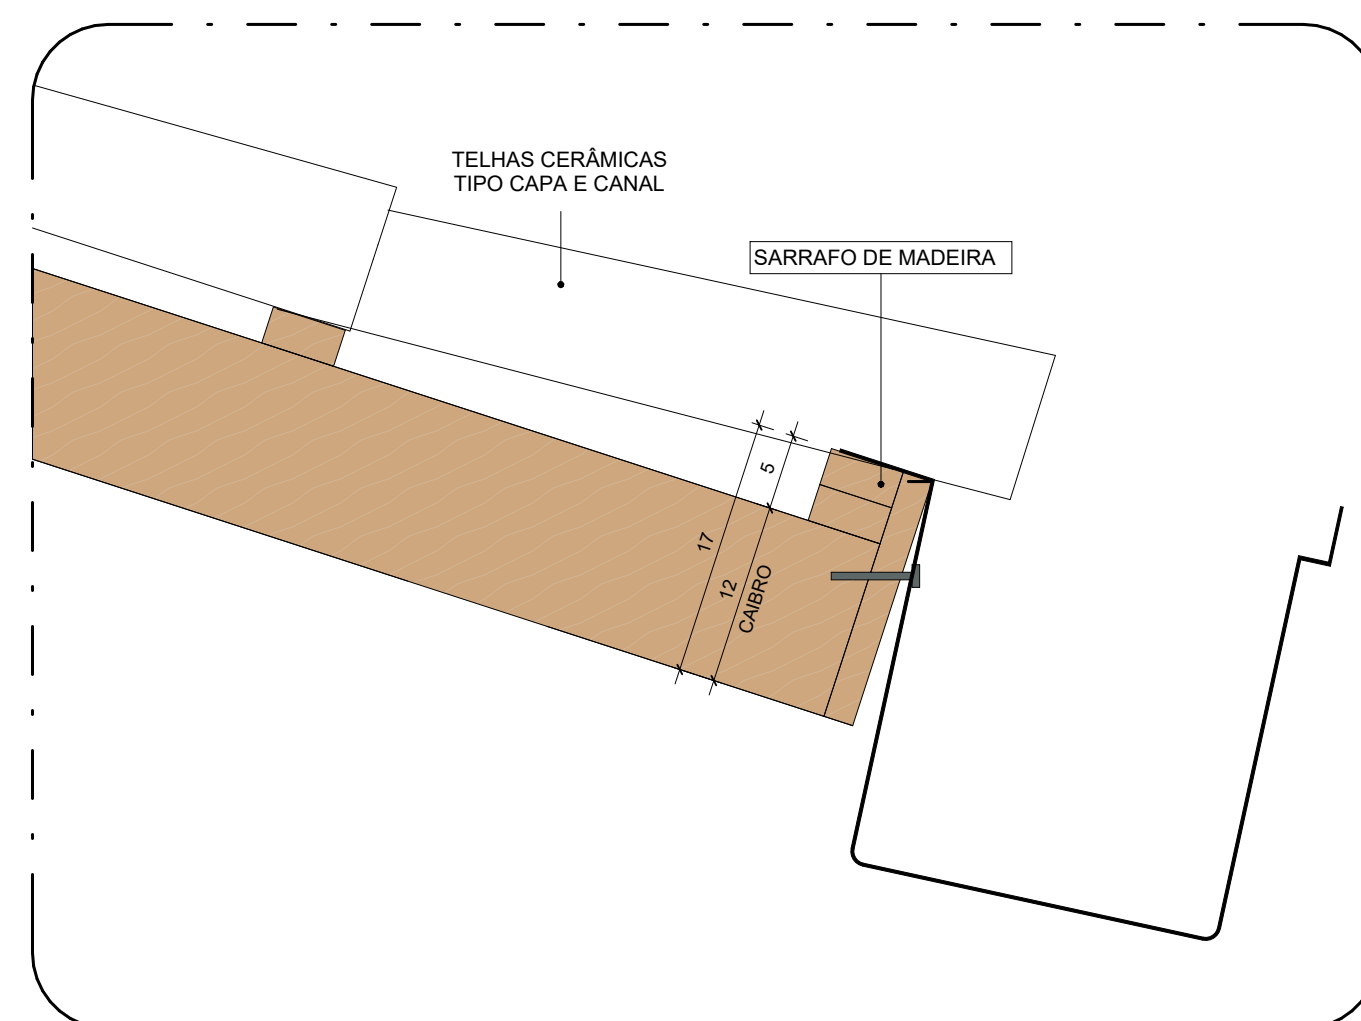 TELHAS CERÂMICAS
TIPO CAPA E CANAL
SARRAFO DE MADEIRA
5
17
12
CAIBRO